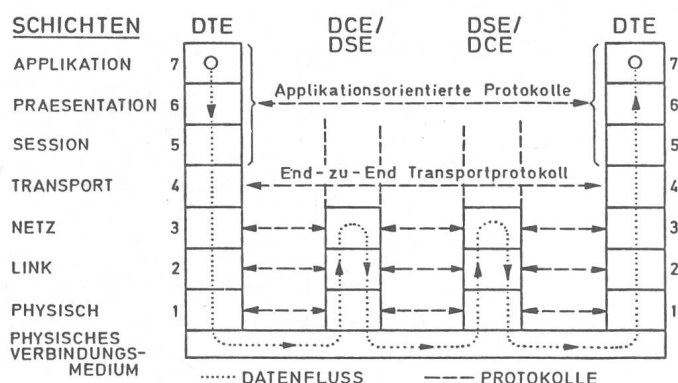 SCHICHTEN DTE DCE/ DSE/ DTE
DSE DCE
APPLIKATION 7 7
Applikationsorientierte Protokolle
PRAESENTATION 6 6
SESSION 5 5
End-zu-End Transportprotokoll
TRANSPORT 4 4
NETZ 3 3
LINK 2 2
PHYSISCH 1 1
PHYSISCHES
VERBINDUNGS-
MEDIUM
DATENFLUSS PROTOKOLLE